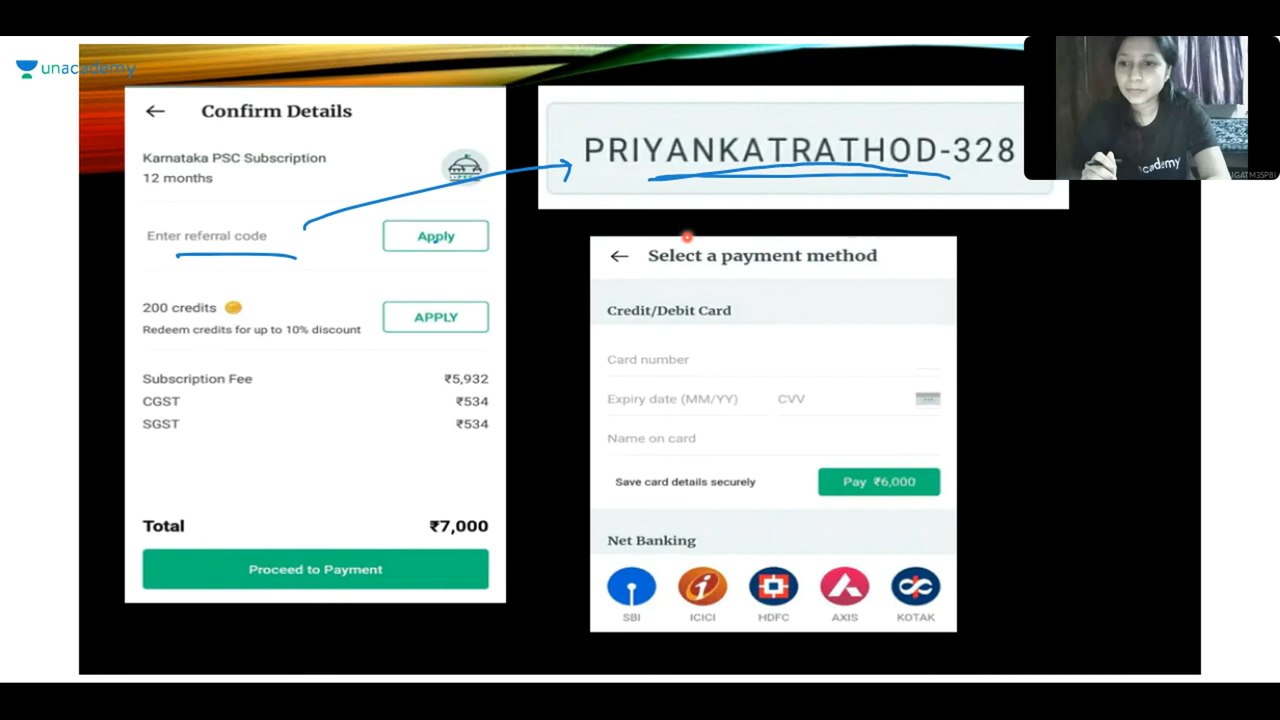 unacademy
Confirm Details
Karnataka PSC Subscription
12 months
Enter referral code
Apply
200 credits
Redeem credits for up to 10% discount
APPLY
Subscription Fee ₹5,932
CGST ₹534
SGST ₹534
Total ₹7,000
Proceed to Payment
PRIYANKATRATHOD-328
Select a payment method
Credit/Debit Card
Card number
Expiry date (MM/YY) CVV
Name on card
Save card details securely
Pay ₹6,000
Net Banking
SBI ICICI HDFC AXIS KOTAK
academy